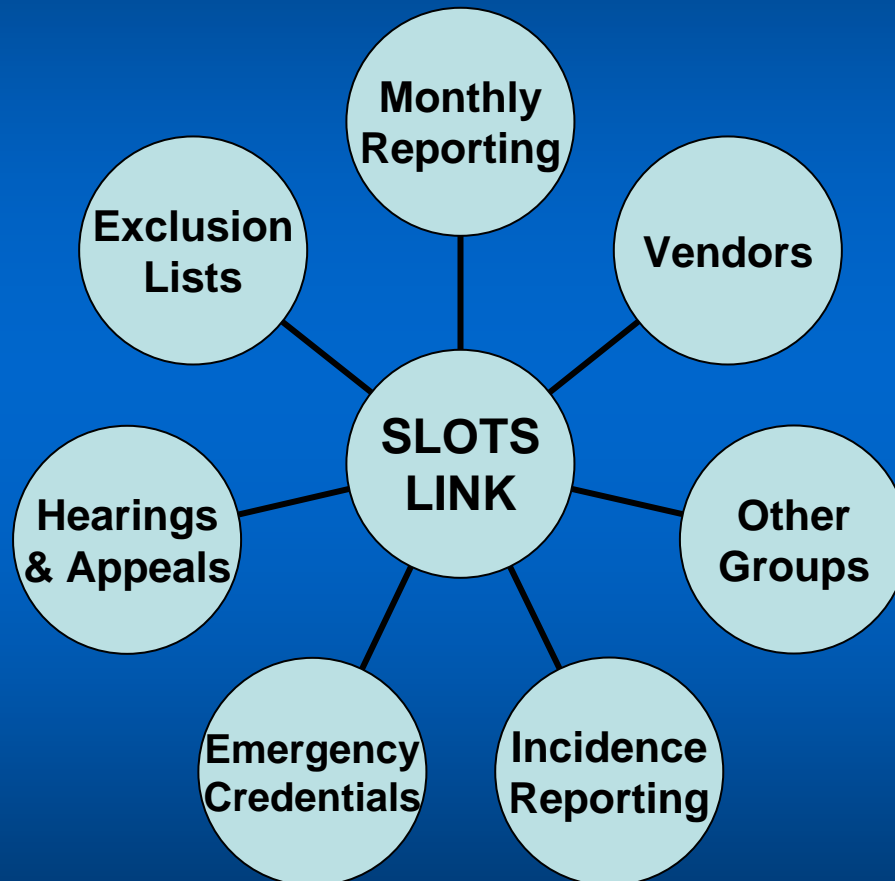 Monthly
Reporting
Exclusion
Lists
Vendors
SLOTS
LINK
Hearings
& Appeals
Other
Groups
Emergency
Credentials
Incidence
Reporting